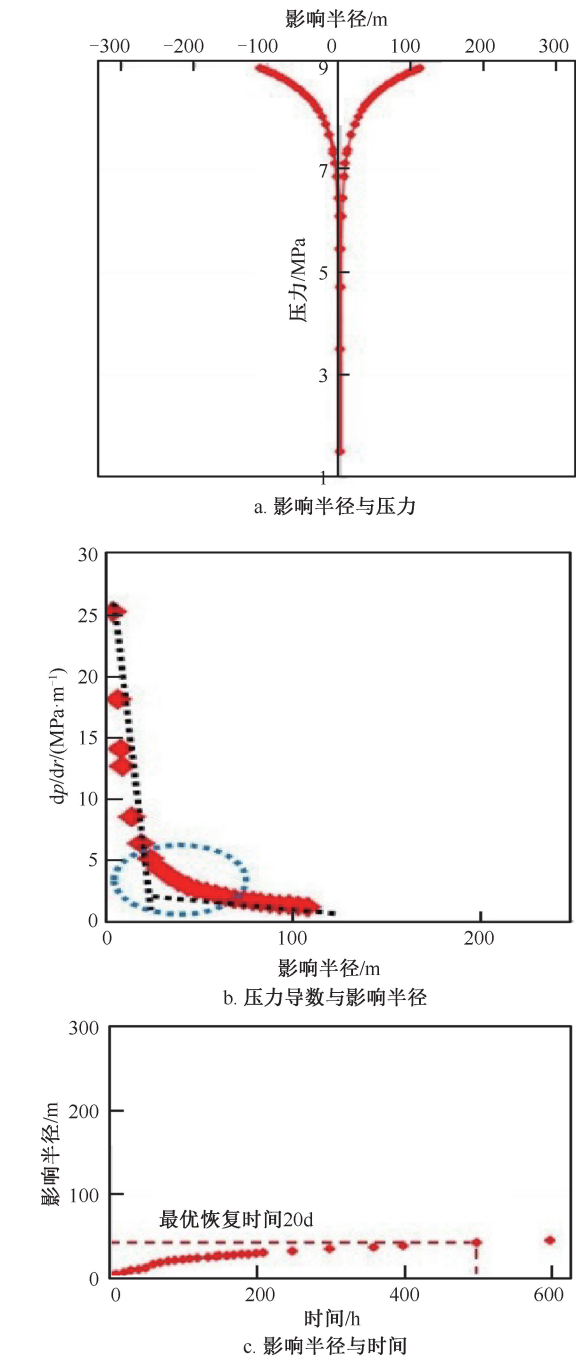 影响半径/m
−300 −200 −100 0 100 200 300
9
7
压力/MPa
5
3
1
a. 影响半径与压力
30
25
20
dp/dr/(MPa·m⁻¹)
15
10
5
0
0 100 200
影响半径/m
b. 压力导数与影响半径
300
影响半径/m
200
100
最优恢复时间20d
0
0 200 400 600
时间/h
c. 影响半径与时间